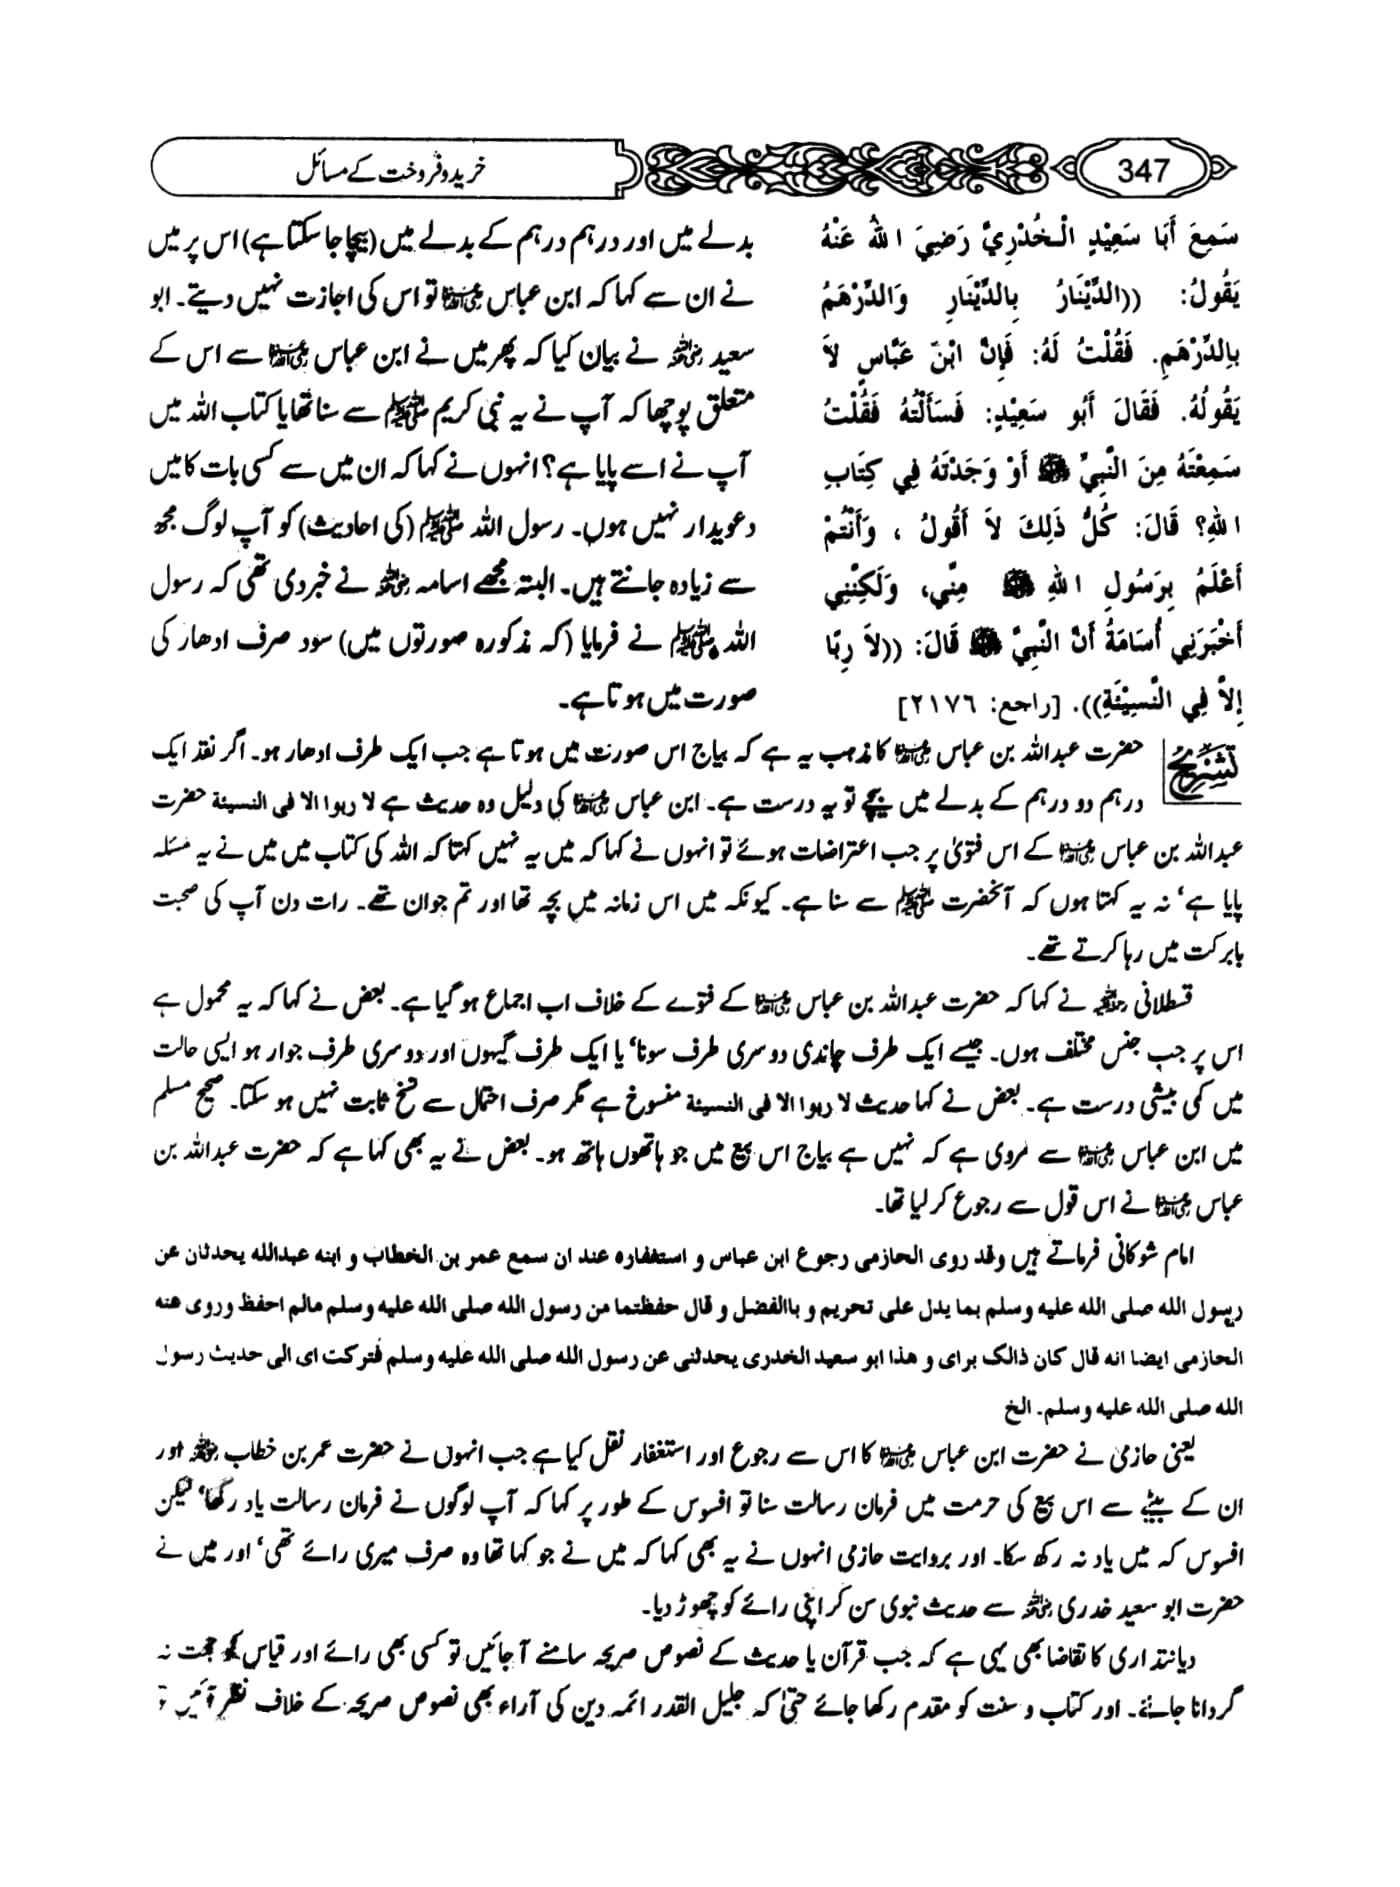 347
خرید و فروخت کے مسائل
سَمِعَ أَبَا سَعِيْدٍ الْـخُدْرِيَّ رَضِيَ اللهُ عَنْهُ
يَقُولُ: ((الدِّيْنَارُ بِالدِّيْنَارِ وَالدِّرْهَمُ
بِالدِّرْهَمِ. فَقُلْتُ لَهُ: فَإِنَّ ابْنَ عَبَّاسٍ لاَ
يَقُولُهُ. فَقَالَ أَبُو سَعِيْدٍ: فَسَأَلْتُهُ فَقُلْتُ
سَمِعْتَهُ مِنَ النَّبِيِّ ﷺ أَوْ وَجَدْتَهُ فِي كِتَابِ
اللهِ؟ قَالَ: كُلُّ ذَلِكَ لاَ أَقُولُ ، وَأَنْتُمْ
أَعْلَمُ بِرَسُولِ اللهِ ﷺ مِنِّي، وَلَكِنَّنِي
أَخْبَرَنِي أُسَامَةُ أَنَّ النَّبِيَّ ﷺ قَالَ: ((لاَ رِبًا
إِلاَّ فِي النَّسِيْئَةِ)). [راجع: ٢١٧٦]
بدلے میں اور درہم درہم کے بدلے میں (بیچا جا سکتا ہے) اس پر میں
نے ان سے کہا کہ ابن عباس رضی اللہ عنہما تو اس کی اجازت نہیں دیتے۔ ابو
سعید رضی اللہ عنہ نے بیان کیا کہ پھر میں نے ابن عباس رضی اللہ عنہما سے اس کے
متعلق پوچھا کہ آپ نے یہ نبی کریم ﷺ سے سنا تھا یا کتاب اللہ میں
آپ نے اسے پایا ہے؟ انہوں نے کہا کہ ان میں سے کسی بات کا میں
دعویدار نہیں ہوں۔ رسول اللہ ﷺ (کی احادیث) کو آپ لوگ مجھ
سے زیادہ جانتے ہیں۔ البتہ مجھے اسامہ رضی اللہ عنہ نے خبر دی تھی کہ رسول
اللہ ﷺ نے فرمایا (کہ مذکورہ صورتوں میں) سود صرف ادھار کی
صورت میں ہوتا ہے۔
تشریح حضرت عبداللہ بن عباس رضی اللہ عنہما کا مذہب یہ ہے کہ بیاج اس صورت میں ہوتا ہے جب ایک طرف ادھار ہو۔ اگر نقد ایک
درہم دو درہم کے بدلے میں بیچے تو یہ درست ہے۔ ابن عباس رضی اللہ عنہما کی دلیل وہ حدیث ہے لا ربوا الا فی النسیئة حضرت
عبداللہ بن عباس رضی اللہ عنہما کے اس فتویٰ پر جب اعتراضات ہوئے تو انہوں نے کہا کہ میں یہ نہیں کہتا کہ اللہ کی کتاب میں میں نے یہ مسئلہ
پایا ہے‘ نہ یہ کہتا ہوں کہ آنحضرت ﷺ سے سنا ہے۔ کیونکہ میں اس زمانہ میں بچہ تھا اور تم جوان تھے۔ رات دن آپ کی صحبت
بابرکت میں رہا کرتے تھے۔
قسطلانی رحمہ اللہ نے کہا کہ حضرت عبداللہ بن عباس رضی اللہ عنہما کے فتوے کے خلاف اب اجماع ہو گیا ہے۔ بعض نے کہا کہ یہ محمول ہے
اس پر جب جنس مختلف ہوں۔ جیسے ایک طرف چاندی دوسری طرف سونا‘ یا ایک طرف گیہوں اور دوسری طرف جوار ہو ایسی حالت
میں کمی بیشی درست ہے۔ بعض نے کہا حدیث لا ربوا الا فی النسیئة منسوخ ہے مگر صرف احتمال سے نسخ ثابت نہیں ہو سکتا۔ صحیح مسلم
میں ابن عباس رضی اللہ عنہما سے مروی ہے کہ نہیں ہے بیاج اس بیع میں جو ہاتھوں ہاتھ ہو۔ بعض نے یہ بھی کہا ہے کہ حضرت عبداللہ بن
عباس رضی اللہ عنہما نے اس قول سے رجوع کر لیا تھا۔
امام شوکانی فرماتے ہیں وقد روی الحازمی رجوع ابن عباس و استغفاره عند ان سمع عمر بن الخطاب و ابنه عبدالله یحدثان عن
رسول الله صلی الله علیه وسلم بما یدل علی تحریم و باالفضل و قال حفظتما من رسول الله صلی الله علیه وسلم مالم احفظ وروی عنه
الحازمی ایضا انه قال کان ذالک برای و هذا ابو سعید الخدری یحدثنی عن رسول الله صلی الله علیه وسلم فترکت ای الی حدیث رسول
الله صلی الله علیه وسلم۔ الخ
یعنی حازمی نے حضرت ابن عباس رضی اللہ عنہما کا اس سے رجوع اور استغفار نقل کیا ہے جب انہوں نے حضرت عمر بن خطاب رضی اللہ عنہ اور
ان کے بیٹے سے اس بیع کی حرمت میں فرمان رسالت سنا تو افسوس کے طور پر کہا کہ آپ لوگوں نے فرمان رسالت یاد رکھا‘ لیکن
افسوس کہ میں یاد نہ رکھ سکا۔ اور بروایت حازمی انہوں نے یہ بھی کہا کہ میں نے جو کہا تھا وہ صرف میری رائے تھی‘ اور میں نے
حضرت ابو سعید خدری رضی اللہ عنہ سے حدیث نبوی سن کر اپنی رائے کو چھوڑ دیا۔
دیانتداری کا تقاضا بھی یہی ہے کہ جب قرآن یا حدیث کے نصوص صریحہ سامنے آ جائیں تو کسی بھی رائے اور قیاس کو حجت نہ
گردانا جائے۔ اور کتاب و سنت کو مقدم رکھا جائے حتیٰ کہ جلیل القدر ائمہ دین کی آراء بھی نصوص صریحہ کے خلاف نظر آئیں تو